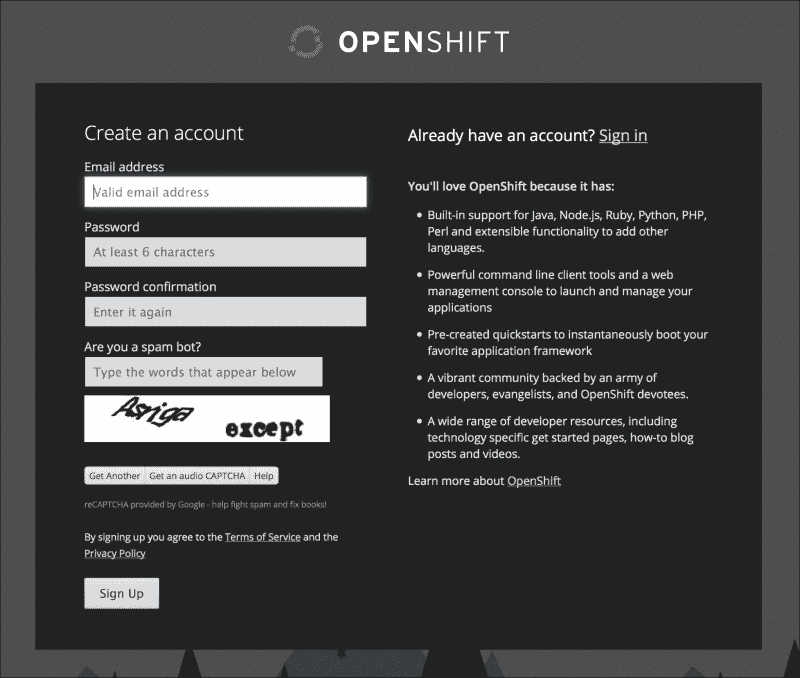 OPENSHIFT
Create an account
Email address
Valid email address
Password
At least 6 characters
Password confirmation
Enter it again
Are you a spam bot?
Type the words that appear below
except
Get Another Get an audio CAPTCHA Help
reCAPTCHA provided by Google - help fight spam and fix books!
By signing up you agree to the Terms of Service and the
Privacy Policy
Sign Up
Already have an account? Sign in
You'll love OpenShift because it has:
Built-in support for Java, Node.js, Ruby, Python, PHP,
Perl and extensible functionality to add other
languages.
Powerful command line client tools and a web
management console to launch and manage your
applications
Pre-created quickstarts to instantaneously boot your
favorite application framework
A vibrant community backed by an army of
developers, evangelists, and OpenShift devotees.
A wide range of developer resources, including
technology specific get started pages, how-to blog
posts and videos.
Learn more about OpenShift